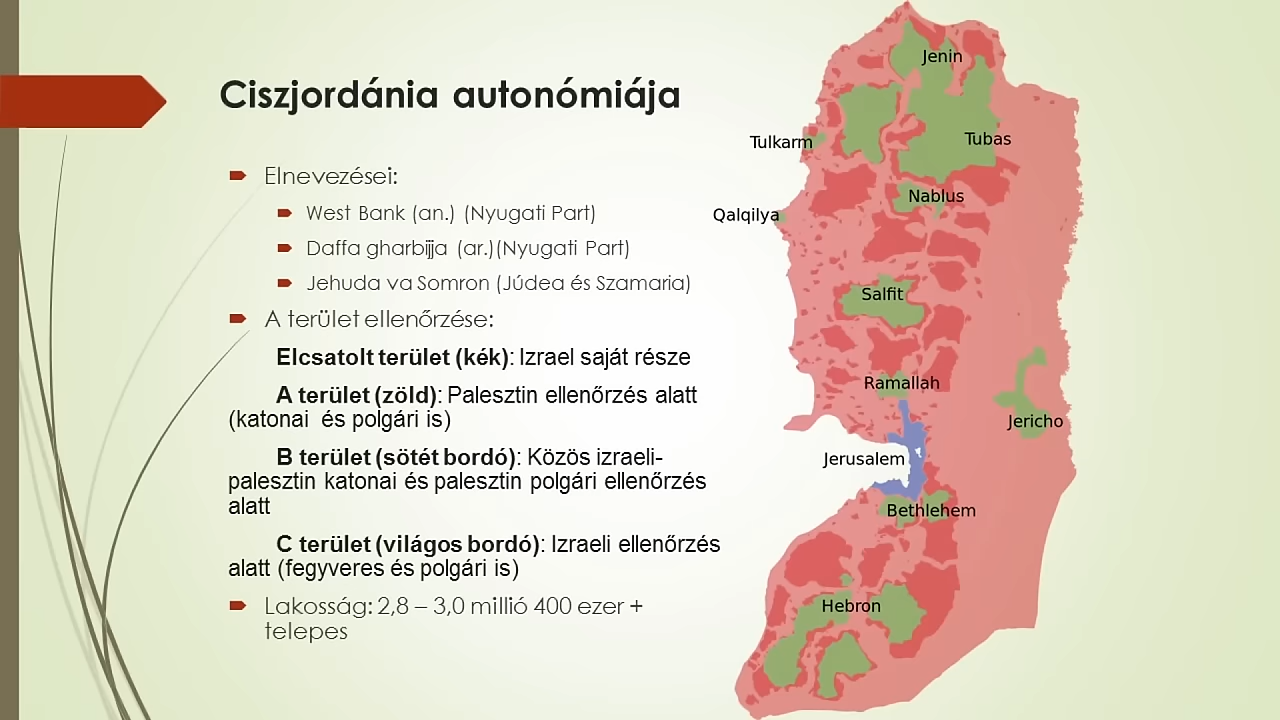 Ciszjordánia autonómiája
Elnevezései:
West Bank (an.) (Nyugati Part)
Daffa gharbijja (ar.)(Nyugati Part)
Jehuda va Somron (Júdea és Szamaria)
A terület ellenőrzése:
Elcsatolt terület (kék): Izrael saját része
A terület (zöld): Palesztin ellenőrzés alatt
(katonai és polgári is)
B terület (sötét bordó): Közös izraeli-
palesztin katonai és palesztin polgári ellenőrzés
alatt
C terület (világos bordó): Izraeli ellenőrzés
alatt (fegyveres és polgári is)
Lakosság: 2,8 – 3,0 millió 400 ezer +
telepes
Jenin
Tulkarm
Tubas
Nablus
Qalqilya
Salfit
Ramallah
Jericho
Jerusalem
Bethlehem
Hebron